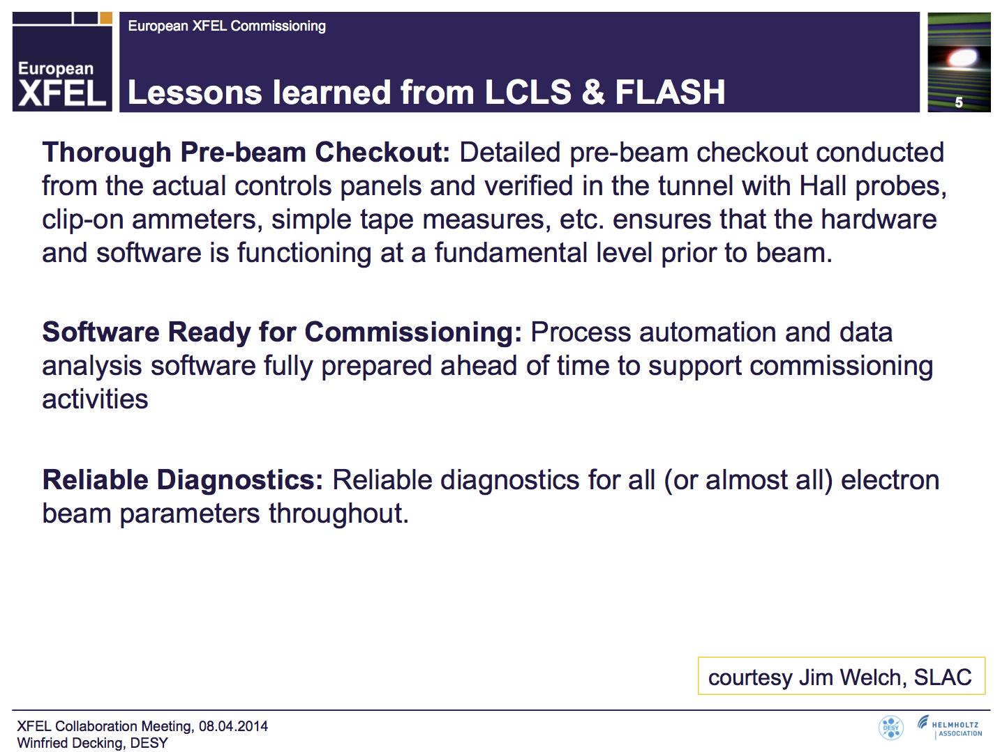 European XFEL Commissioning
European
XFEL
Lessons learned from LCLS & FLASH
5
Thorough Pre-beam Checkout: Detailed pre-beam checkout conducted
from the actual controls panels and verified in the tunnel with Hall probes,
clip-on ammeters, simple tape measures, etc. ensures that the hardware
and software is functioning at a fundamental level prior to beam.
Software Ready for Commissioning: Process automation and data
analysis software fully prepared ahead of time to support commissioning
activities
Reliable Diagnostics: Reliable diagnostics for all (or almost all) electron
beam parameters throughout.
courtesy Jim Welch, SLAC
XFEL Collaboration Meeting, 08.04.2014
Winfried Decking, DESY
DESY
HELMHOLTZ
ASSOCIATION